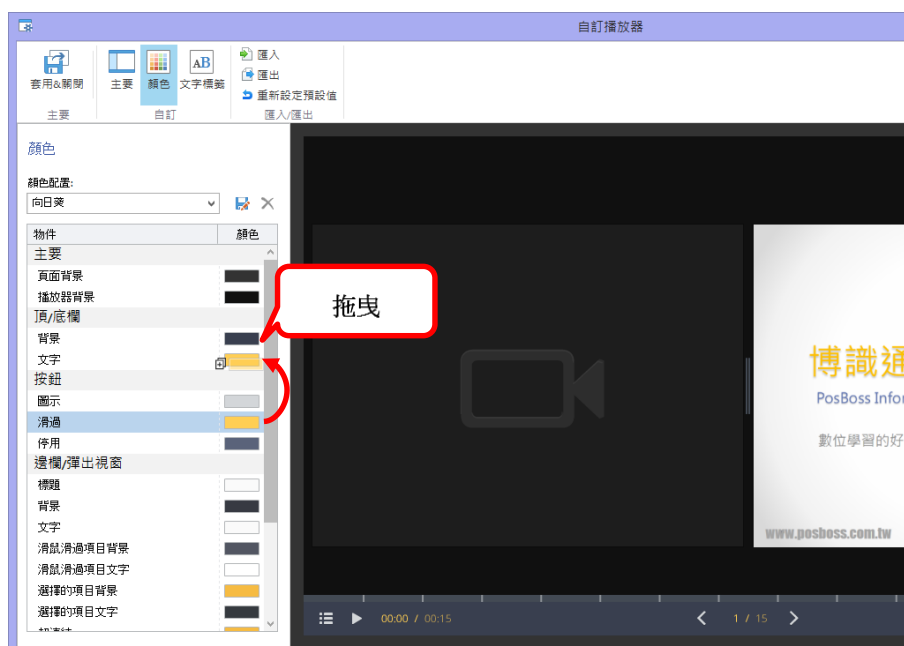 自訂播放器
套用&關閉
主要
顏色
文字標籤
匯入
匯出
重新設定預設值
主要
自訂
匯入/匯出
顏色
顏色配置:
向日葵
物件 顏色
主要
頁面背景
播放器背景
頂/底欄
背景
文字
按鈕
圖示
滑過
停用
邊欄/彈出視窗
標題
背景
文字
滑鼠滑過項目背景
滑鼠滑過項目文字
選擇的項目背景
選擇的項目文字
拖曳
博識通
PosBoss Infor
數位學習的好
www.posboss.com.tw
00:00 / 00:15
1 / 15